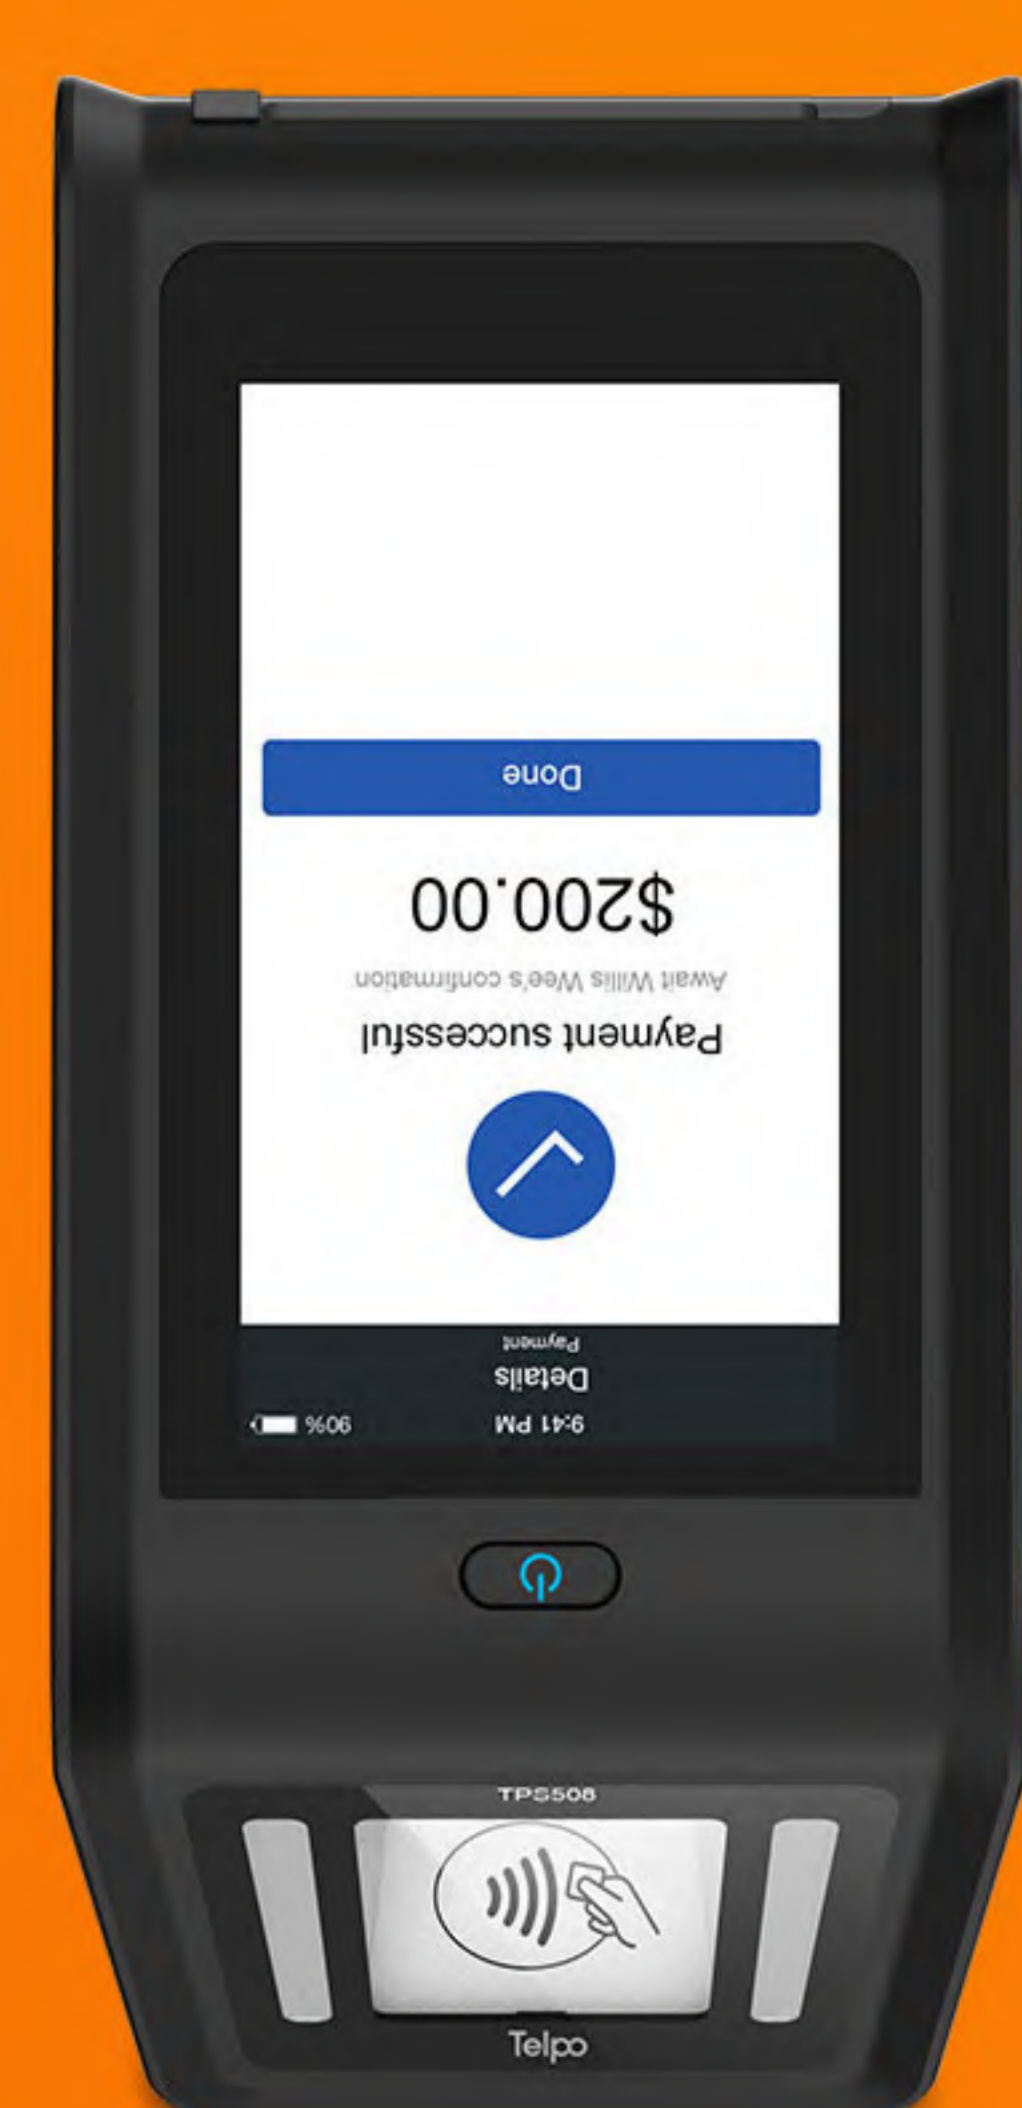 9:41 PM
90%
Details
Payment
Payment successful
Await Willis Wee's confirmation
$200.00
Done
TPS508
Telpo